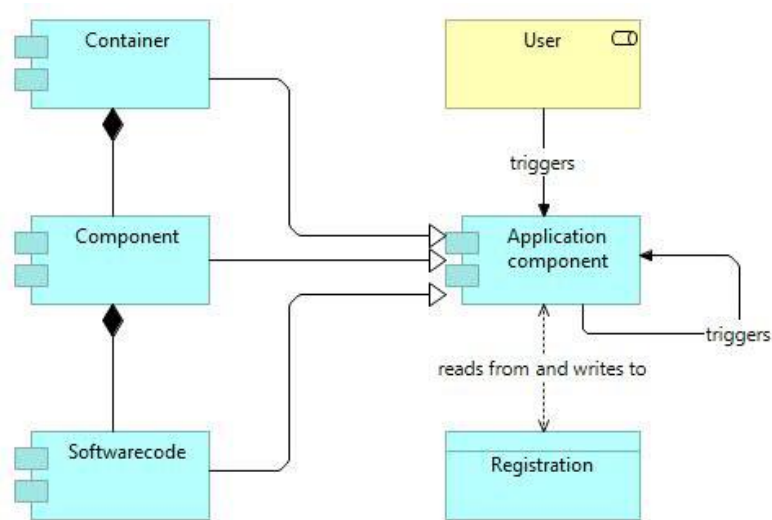 Container
User
triggers
Component
Application
component
triggers
reads from and writes to
Softwarecode
Registration